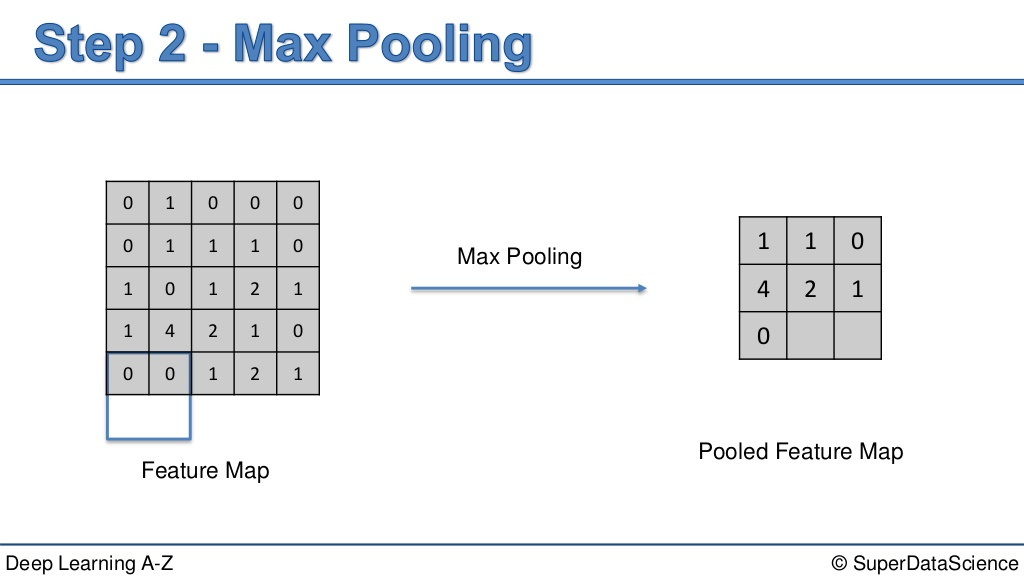 Step 2 - Max Pooling
0 1 0 0 0
0 1 1 1 0
1 0 1 2 1
1 4 2 1 0
0 0 1 2 1
Feature Map
Max Pooling
1 1 0
4 2 1
0
Pooled Feature Map
Deep Learning A-Z
© SuperDataScience